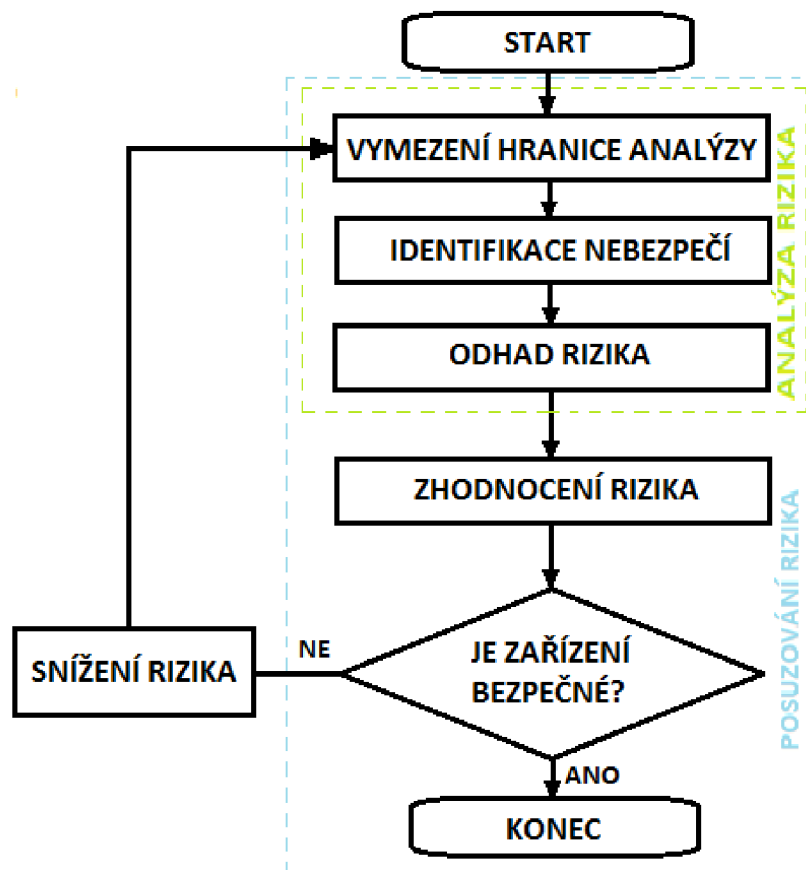 START
VYMEZENÍ HRANICE ANALÝZY
IDENTIFIKACE NEBEZPEČÍ
ODHAD RIZIKA
ANALÝZA RIZIKA
ZHODNOCENÍ RIZIKA
POSUZOVÁNÍ RIZIKA
JE ZAŘÍZENÍ
BEZPEČNÉ?
NE
SNÍŽENÍ RIZIKA
ANO
KONEC